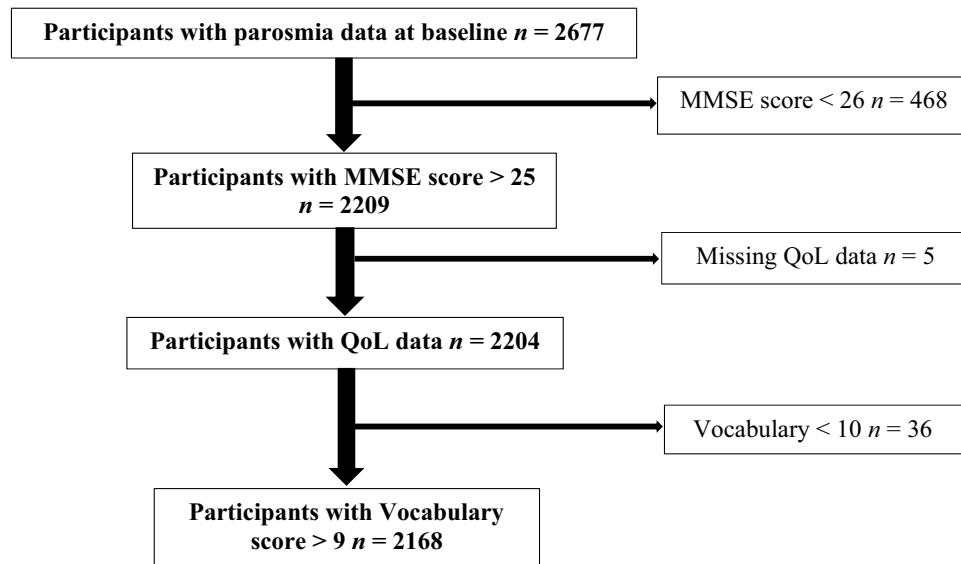 Participants with parosmia data at baseline n = 2677
MMSE score < 26 n = 468
Participants with MMSE score > 25
n = 2209
Missing QoL data n = 5
Participants with QoL data n = 2204
Vocabulary < 10 n = 36
Participants with Vocabulary
score > 9 n = 2168